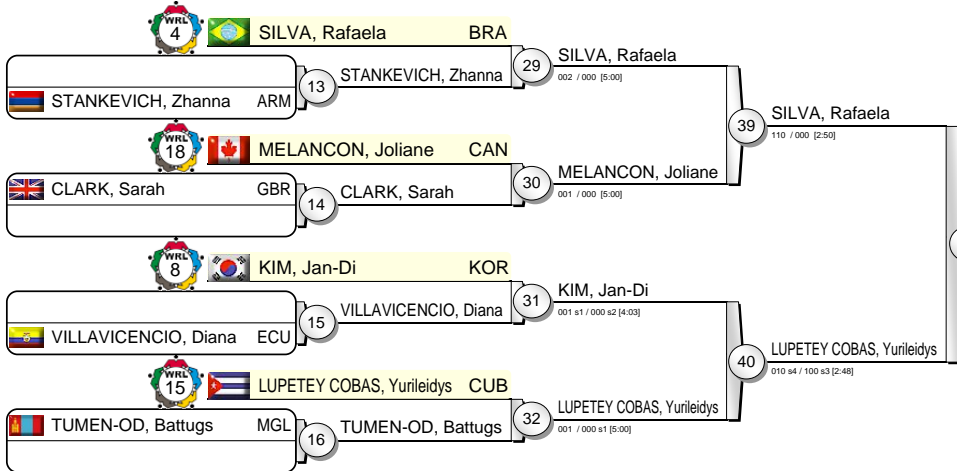 WRL
4
SILVA, Rafaela BRA
STANKEVICH, Zhanna ARM
13
STANKEVICH, Zhanna
29
SILVA, Rafaela
002 / 000 [5:00]
WRL
18
MELANCON, Joliane CAN
CLARK, Sarah GBR
14
CLARK, Sarah
30
MELANCON, Joliane
001 / 000 [5:00]
39
SILVA, Rafaela
110 / 000 [2:50]
WRL
8
KIM, Jan-Di KOR
VILLAVICENCIO, Diana ECU
15
VILLAVICENCIO, Diana
31
KIM, Jan-Di
001 s1 / 000 s2 [4:03]
WRL
15
LUPETEY COBAS, Yurileidys CUB
TUMEN-OD, Battugs MGL
16
TUMEN-OD, Battugs
32
LUPETEY COBAS, Yurileidys
001 / 000 s1 [5:00]
40
LUPETEY COBAS, Yurileidys
010 s4 / 100 s3 [2:48]